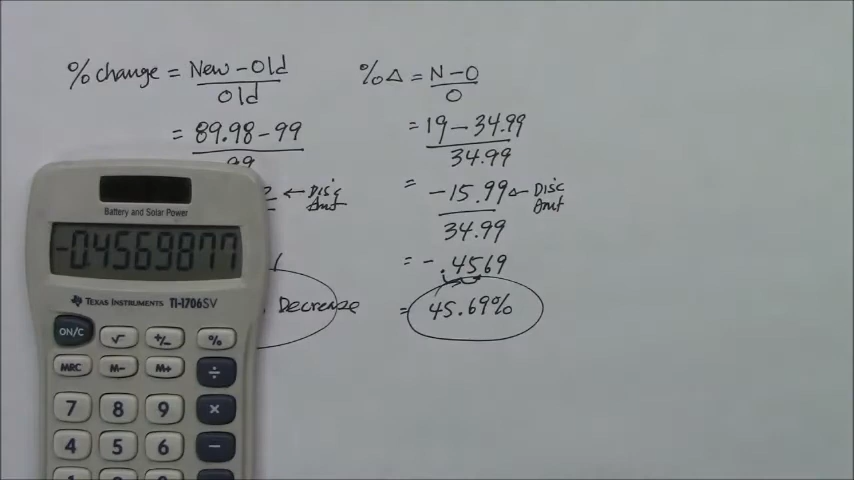 % change = New - Old
Old
= 89.98 - 99
99
← Disc
Amt
Decrease
% Δ = N - O
O
= 19 - 34.99
34.99
= -15.99 ← Disc
Amt
34.99
= - .4569
= 45.69%
Battery and Solar Power
-0.4569877
TEXAS INSTRUMENTS TI-1706SV
ON/C √ +/- %
MRC M- M+ ÷
7 8 9 ×
4 5 6 -